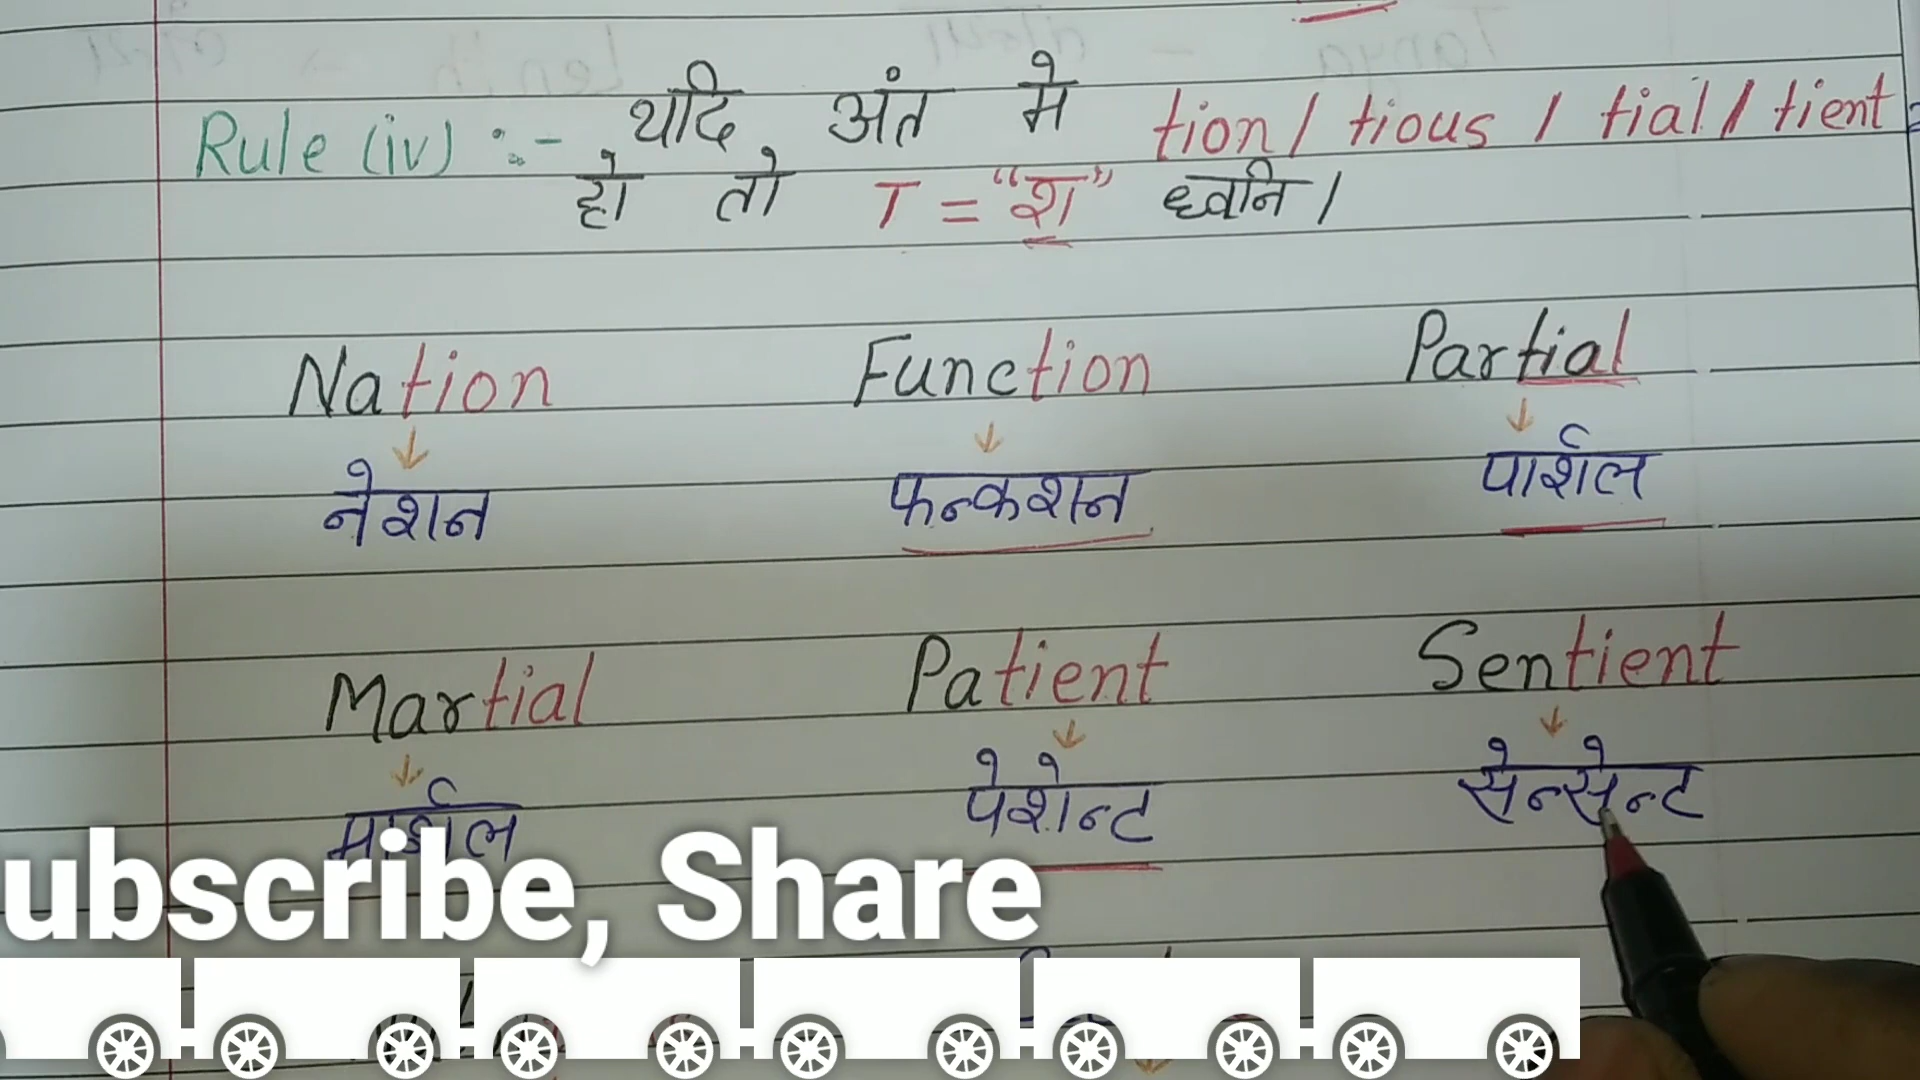 Rule (iv) :- यदि अंत मे tion / tious / tial / tient
हो तो T = "श" ध्वनि।
Nation Function Partial
↓ ↓ ↓
नेशन फन्कशन पार्शल
Martial Patient Sentient
↓ ↓ ↓
मार्शल पेशेन्ट सेन्सेन्ट
ubscribe, Share